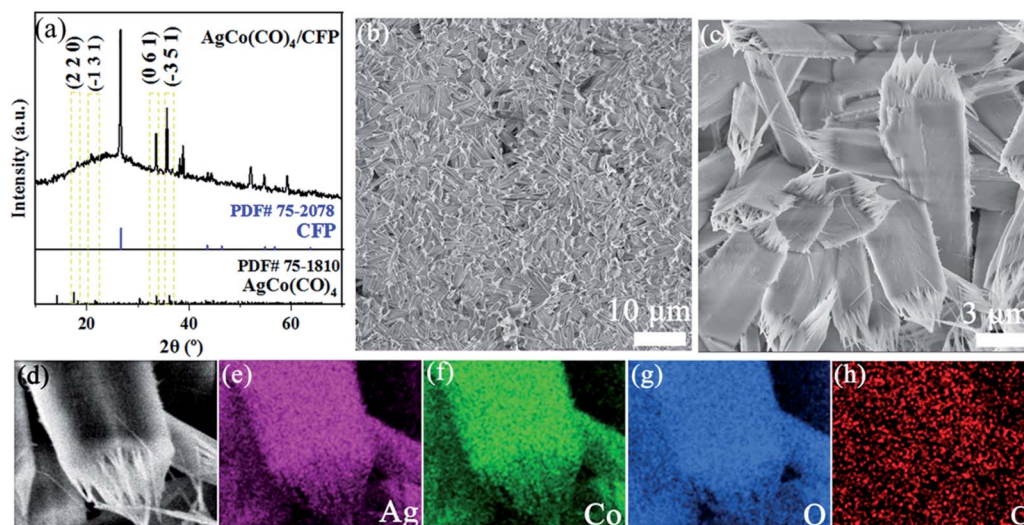 (a)
AgCo(CO)4/CFP
(2 2 0)
(-1 3 1)
(0 6 1)
(-3 5 1)
Intensity (a.u.)
PDF# 75-2078
CFP
PDF# 75-1810
AgCo(CO)4
20
40
60
2θ (°)
(b)
10 µm
(c)
3 µm
(d)
(e)
Ag
(f)
Co
(g)
O
(h)